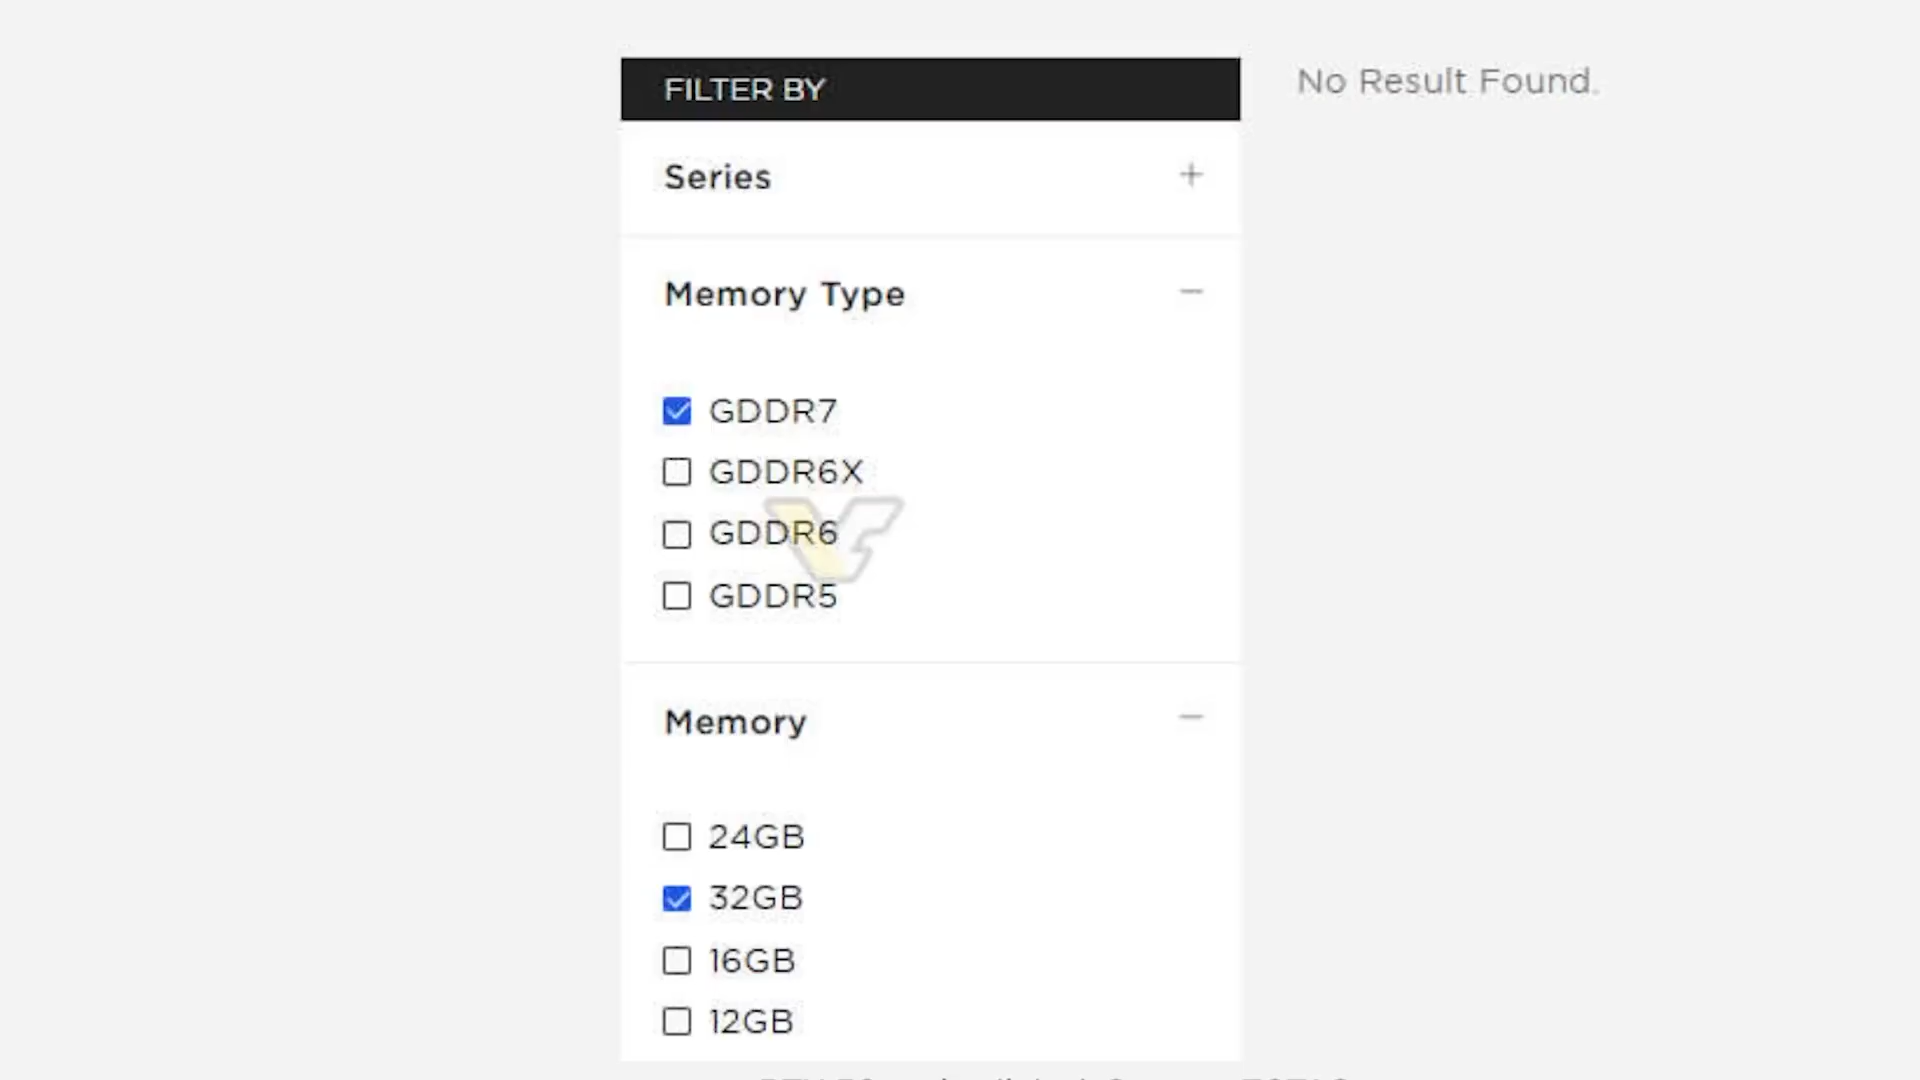 FILTER BY
No Result Found.
Series
Memory Type
GDDR7
GDDR6X
GDDR6
GDDR5
Memory
24GB
32GB
16GB
12GB